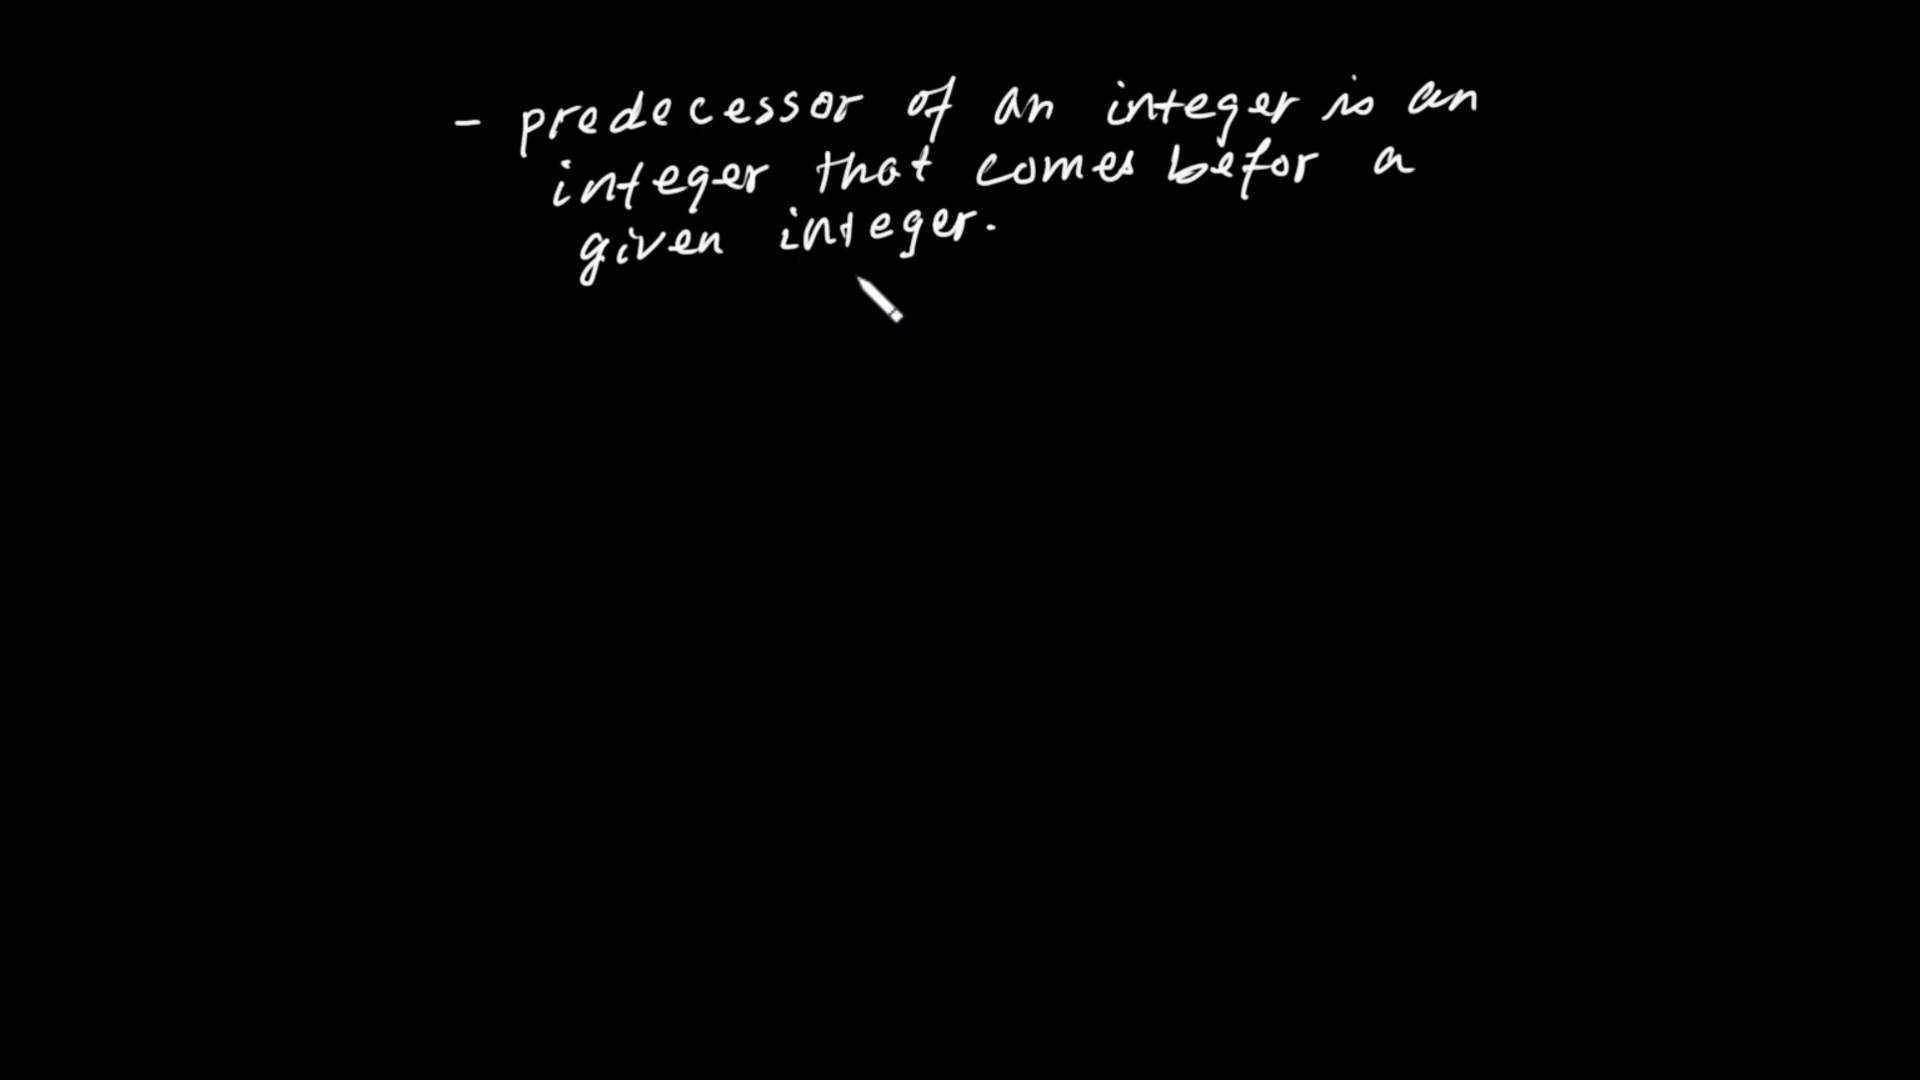 - predecessor of an integer is an
integer that comes befor a
given integer.